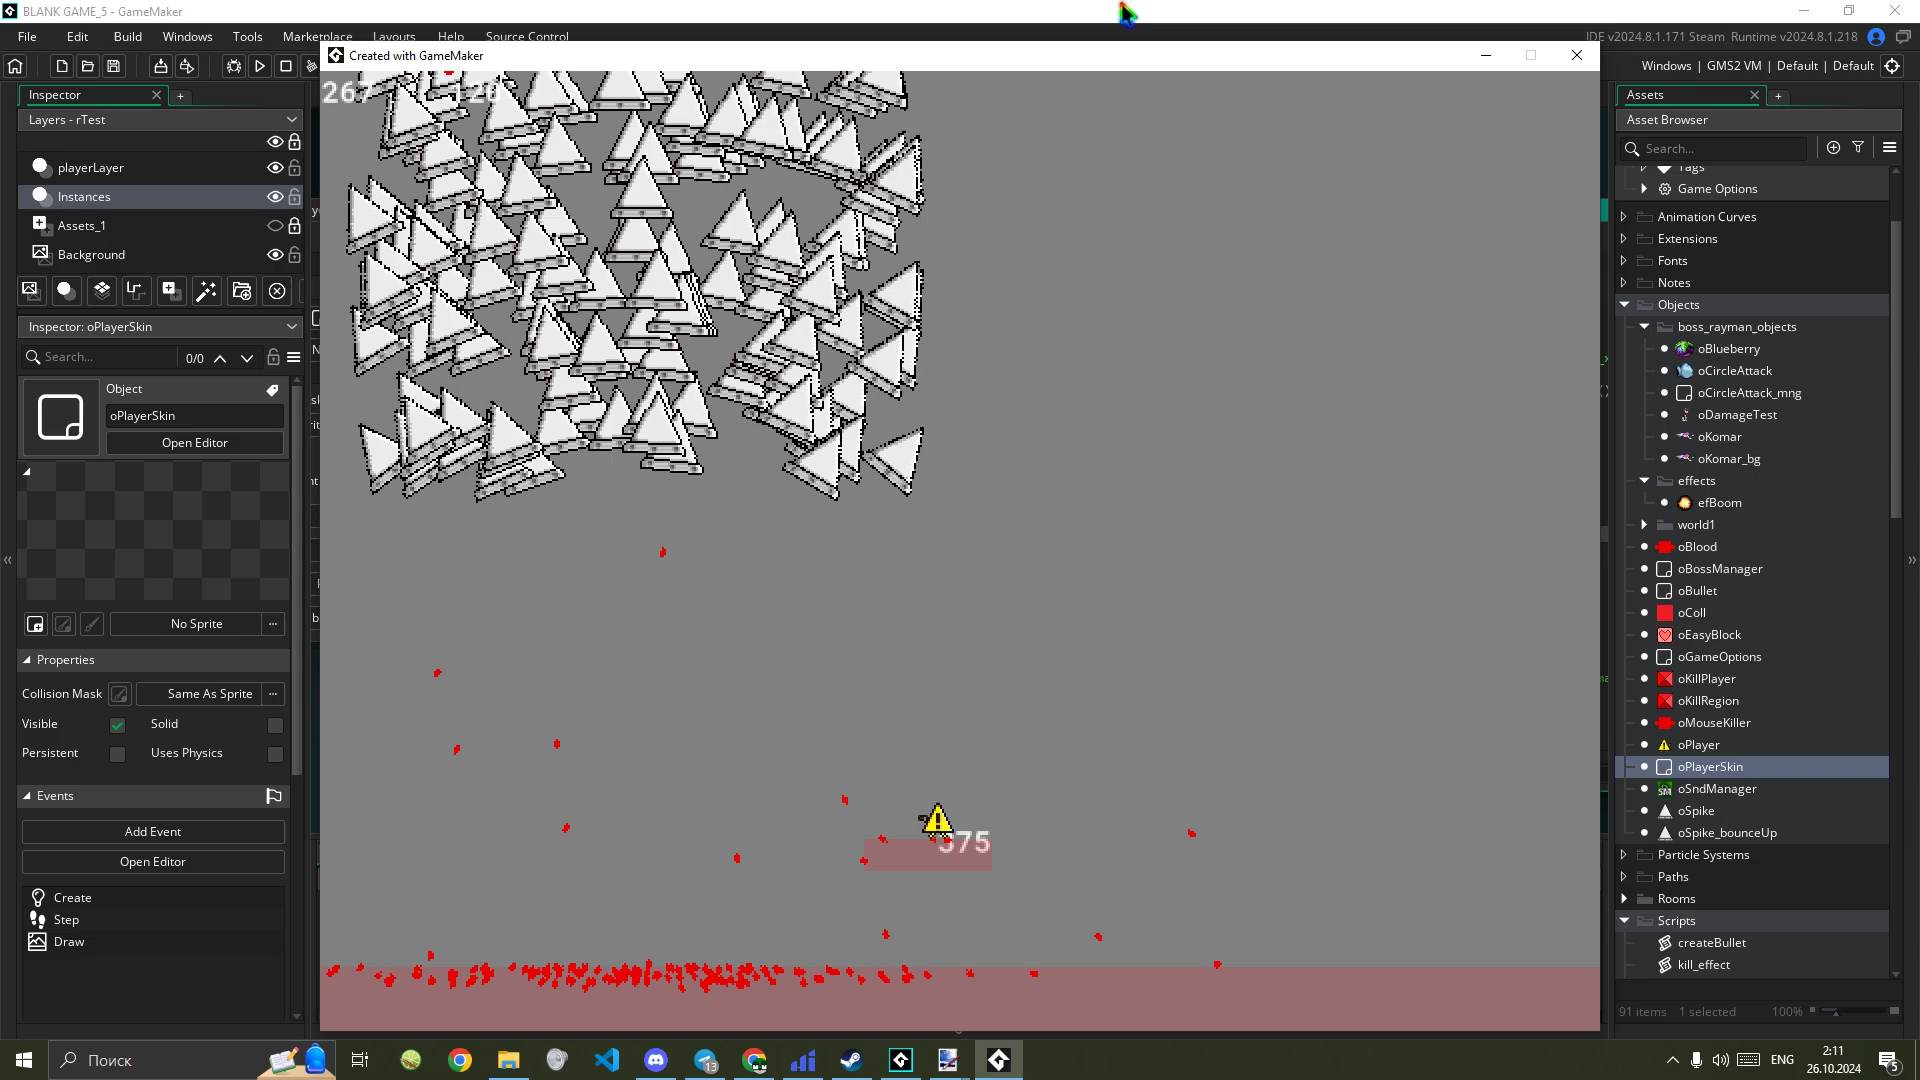 BLANK GAME_5 - GameMaker
File Edit Build Windows Tools Marketplace Layouts Help Source Control
IDE v2024.8.1.171 Steam Runtime v2024.8.1.218
Created with GameMaker
Windows | GMS2 VM | Default | Default
Inspector
Layers - rTest
playerLayer
Instances
Assets_1
Background
Inspector: oPlayerSkin
Search...
0/0
Object
oPlayerSkin
Open Editor
No Sprite
Properties
Collision Mask
Same As Sprite
Visible
Solid
Persistent
Uses Physics
Events
Add Event
Open Editor
Create
Step
Draw
267
120
375
Assets
Asset Browser
Search...
Tags
Game Options
Animation Curves
Extensions
Fonts
Notes
Objects
boss_rayman_objects
oBlueberry
oCircleAttack
oCircleAttack_mng
oDamageTest
oKomar
oKomar_bg
effects
efBoom
world1
oBlood
oBossManager
oBullet
oColl
oEasyBlock
oGameOptions
oKillPlayer
oKillRegion
oMouseKiller
oPlayer
oPlayerSkin
oSndManager
oSpike
oSpike_bounceUp
Particle Systems
Paths
Rooms
Scripts
createBullet
kill_effect
91 items 1 selected 100%
Поиск
13
ENG
2:11
26.10.2024
5